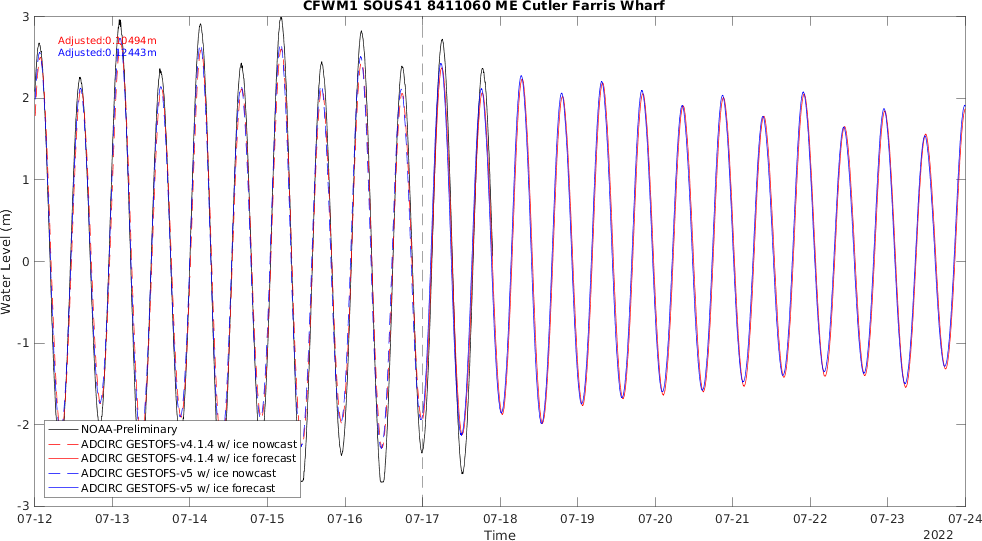 CFWM1 SOUS41 8411060 ME Cutler Farris Wharf
Adjusted:0.10494m
Adjusted:0.12443m
3
2
1
0
-1
-2
-3
Water Level (m)
NOAA-Preliminary
ADCIRC GESTOFS-v4.1.4 w/ ice nowcast
ADCIRC GESTOFS-v4.1.4 w/ ice forecast
ADCIRC GESTOFS-v5 w/ ice nowcast
ADCIRC GESTOFS-v5 w/ ice forecast
07-12 07-13 07-14 07-15 07-16 07-17 07-18 07-19 07-20 07-21 07-22 07-23 07-24
Time
2022